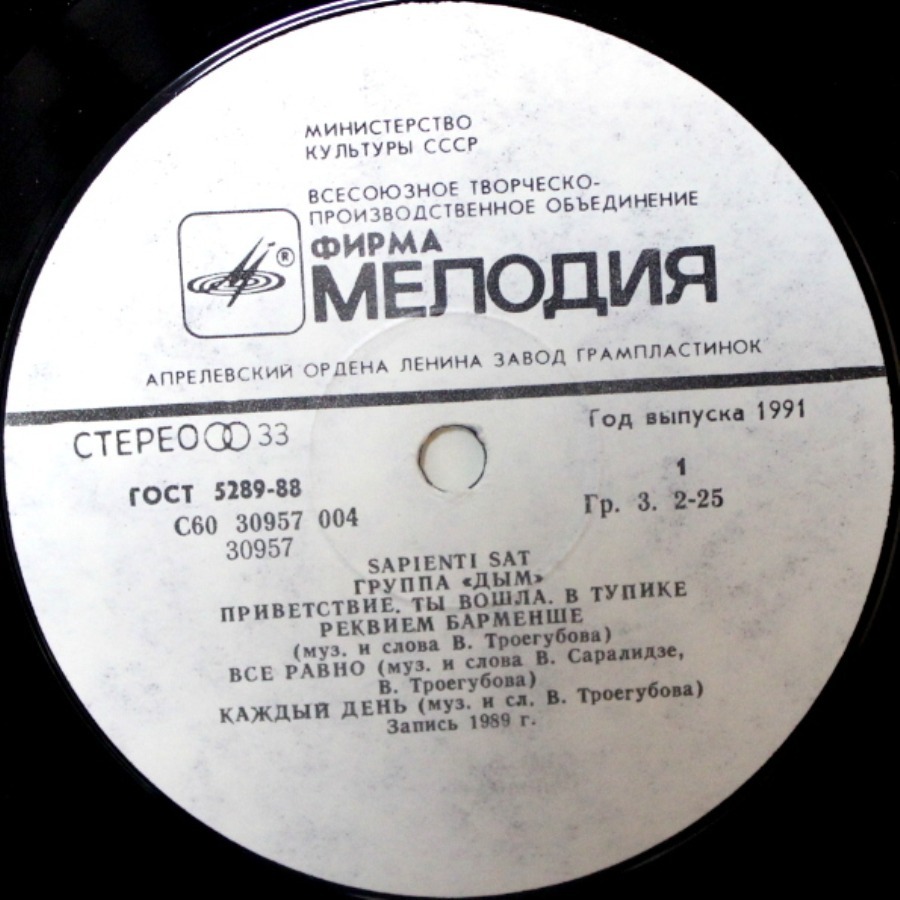 МИНИСТЕРСТВО
КУЛЬТУРЫ СССР
ВСЕСОЮЗНОЕ ТВОРЧЕСКО-
ПРОИЗВОДСТВЕННОЕ ОБЪЕДИНЕНИЕ
ФИРМА
®
МЕЛОДИЯ
АПРЕЛЕВСКИЙ ОРДЕНА ЛЕНИНА ЗАВОД ГРАМПЛАСТИНОК
СТЕРЕО 33
Год выпуска 1991
ГОСТ 5289-88
1
С60 30957 004
Гр. 3. 2-25
30957
SAPIENTI SAT
ГРУППА «ДЫМ»
ПРИВЕТСТВИЕ. ТЫ ВОШЛА. В ТУПИКЕ
РЕКВИЕМ БАРМЕНШЕ
(муз. и слова В. Троегубова)
ВСЕ РАВНО (муз. и слова В. Саралидзе,
В. Троегубова)
КАЖДЫЙ ДЕНЬ (муз. и сл. В. Троегубова)
Запись 1989 г.